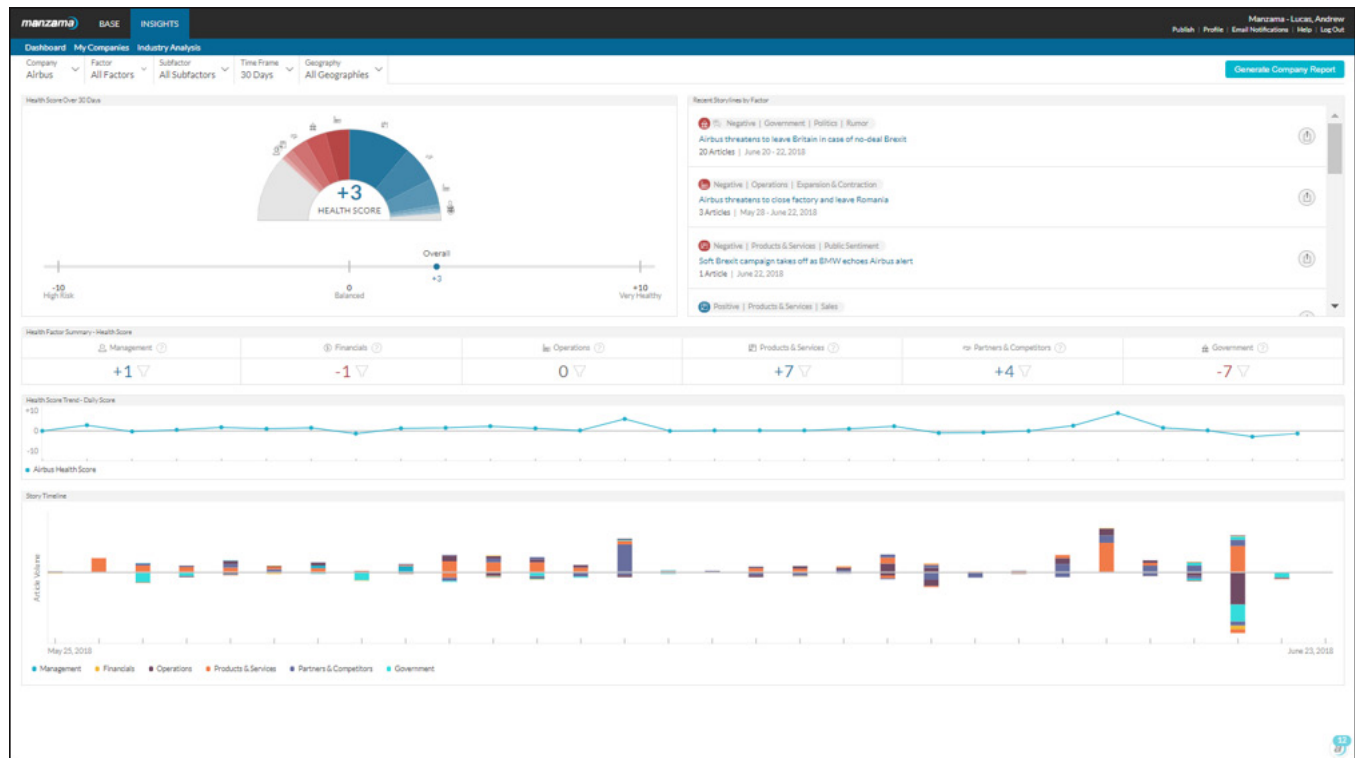 manzama
BASE
INSIGHTS
Manzama - Lucas, Andrew
Publish | Profile | Email Notifications | Help | Log Out
Dashboard My Companies Industry Analysis
Company
Airbus
Factor
All Factors
Subfactor
All Subfactors
Time Frame
30 Days
Geography
All Geographies
Generate Company Report
Health Score Over 30 Days
+3
HEALTH SCORE
Overall
+3
-10
High Risk
0
Balanced
+10
Very Healthy
Recent Storylines by Factor
Negative | Government | Politics | Rumor
Airbus threatens to leave Britain in case of no-deal Brexit
20 Articles | June 20 - 22, 2018
Negative | Operations | Expansion & Contraction
Airbus threatens to close factory and leave Romania
3 Articles | May 28 - June 22, 2018
Negative | Products & Services | Public Sentiment
Soft Brexit campaign takes off as BMW echoes Airbus alert
1 Article | June 22, 2018
Positive | Products & Services | Sales
Health Factor Summary - Health Score
Management ?
Financials ?
Operations ?
Products & Services ?
Partners & Competitors ?
Government ?
+1
-1
0
+7
+4
-7
Health Score Trend - Daily Score
+10
0
-10
Airbus Health Score
Story Timeline
Article Volume
May 25, 2018
June 23, 2018
Management Financials Operations Products & Services Partners & Competitors Government
12